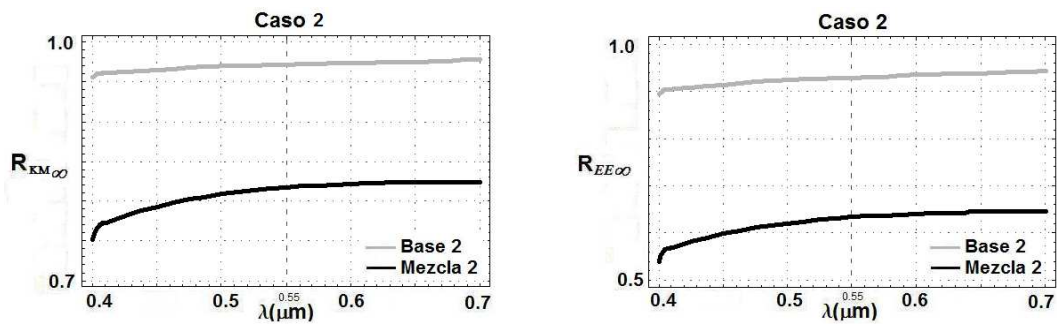 Caso 2
1.0
R_KM∞
0.7
Base 2
Mezcla 2
0.4 0.5 0.55 0.6 0.7
λ(μm)
Caso 2
1.0
R_EE∞
0.5
Base 2
Mezcla 2
0.4 0.5 0.55 0.6 0.7
λ(μm)